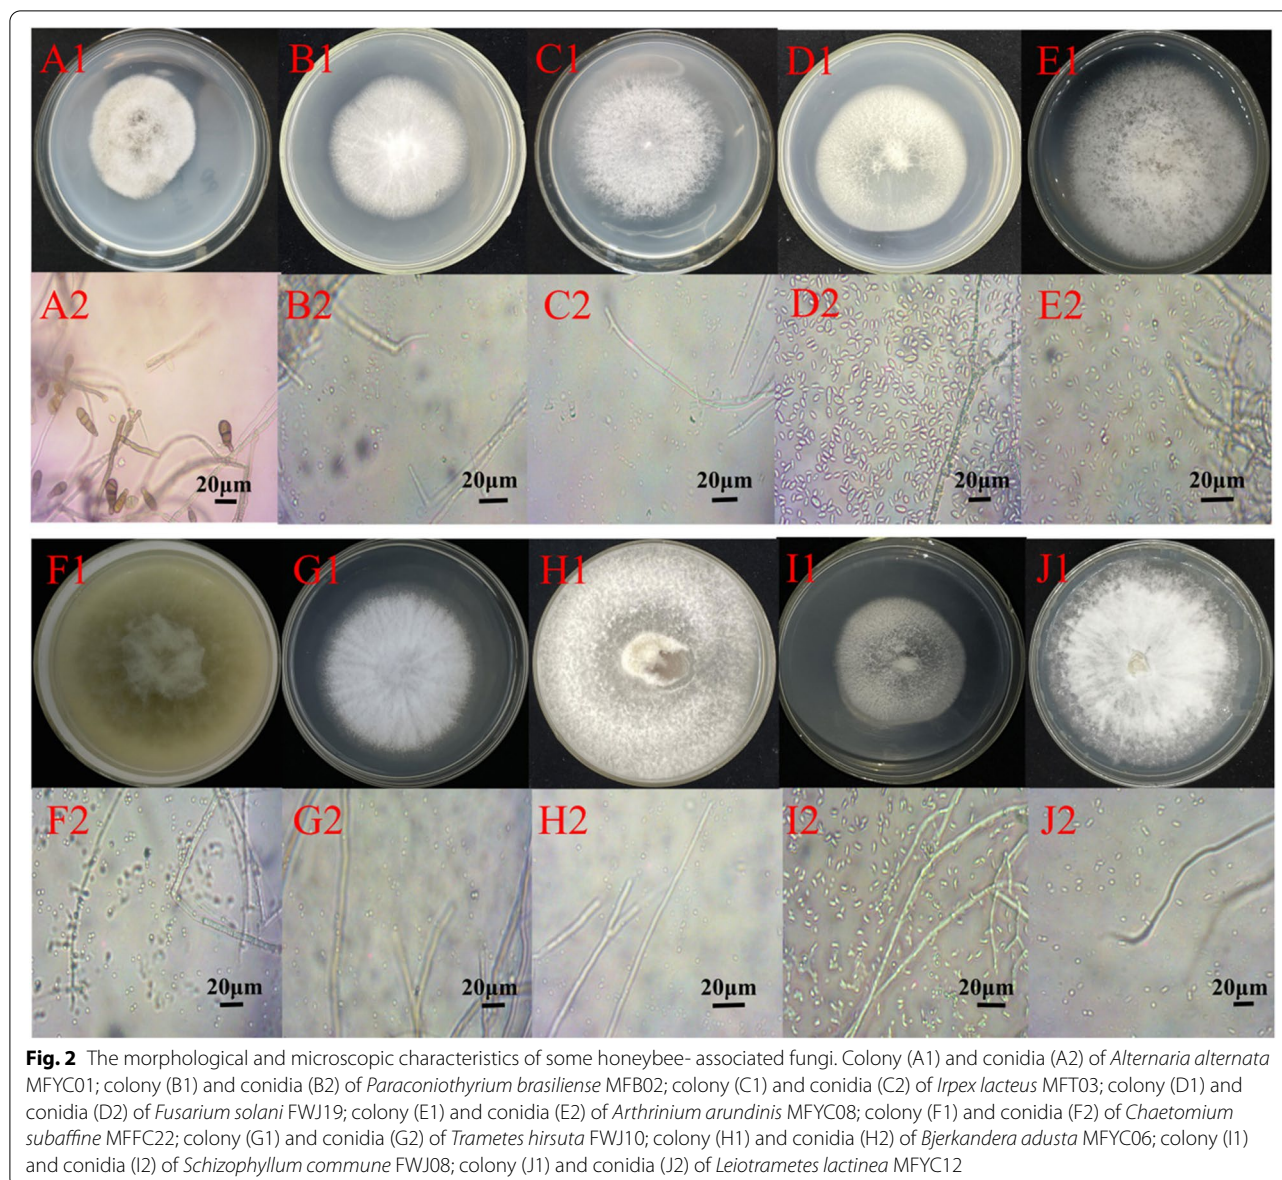 A1 B1 C1 D1 E1
A2 B2 C2 D2 E2
20μm 20μm 20μm 20μm 20μm
F1 G1 H1 I1 J1
F2 G2 H2 I2 J2
20μm 20μm 20μm 20μm 20μm
Fig. 2 The morphological and microscopic characteristics of some honeybee- associated fungi. Colony (A1) and conidia (A2) of Alternaria alternata
MFYC01; colony (B1) and conidia (B2) of Paraconiothyrium brasiliense MFB02; colony (C1) and conidia (C2) of Irpex lacteus MFT03; colony (D1) and
conidia (D2) of Fusarium solani FWJ19; colony (E1) and conidia (E2) of Arthrinium arundinis MFYC08; colony (F1) and conidia (F2) of Chaetomium
subaffine MFFC22; colony (G1) and conidia (G2) of Trametes hirsuta FWJ10; colony (H1) and conidia (H2) of Bjerkandera adusta MFYC06; colony (I1)
and conidia (I2) of Schizophyllum commune FWJ08; colony (J1) and conidia (J2) of Leiotrametes lactinea MFYC12